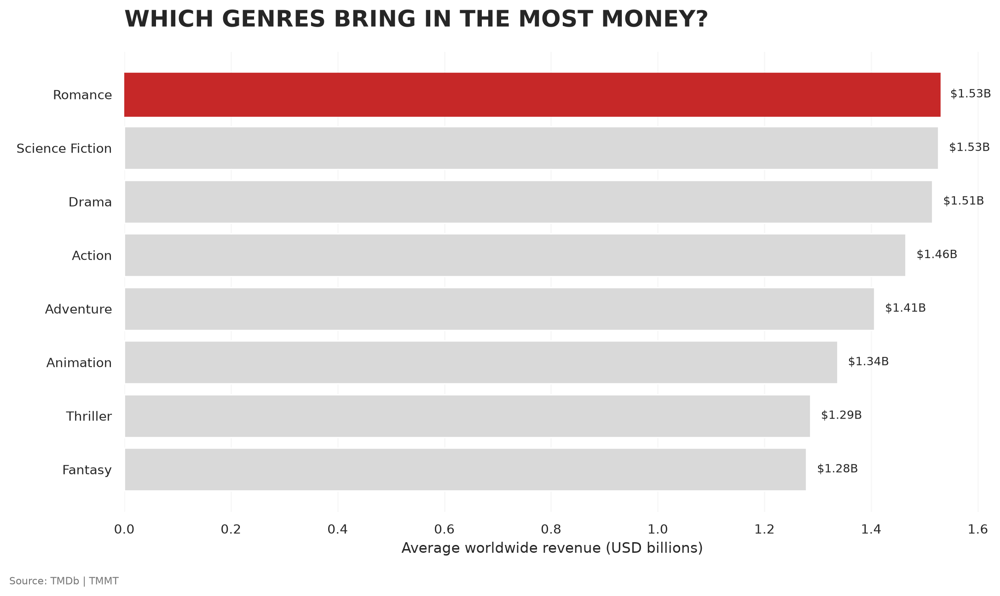 WHICH GENRES BRING IN THE MOST MONEY?
Romance
$1.53B
Science Fiction
$1.53B
Drama
$1.51B
Action
$1.46B
Adventure
$1.41B
Animation
$1.34B
Thriller
$1.29B
Fantasy
$1.28B
0.0 0.2 0.4 0.6 0.8 1.0 1.2 1.4 1.6
Average worldwide revenue (USD billions)
Source: TMDb | TMMT